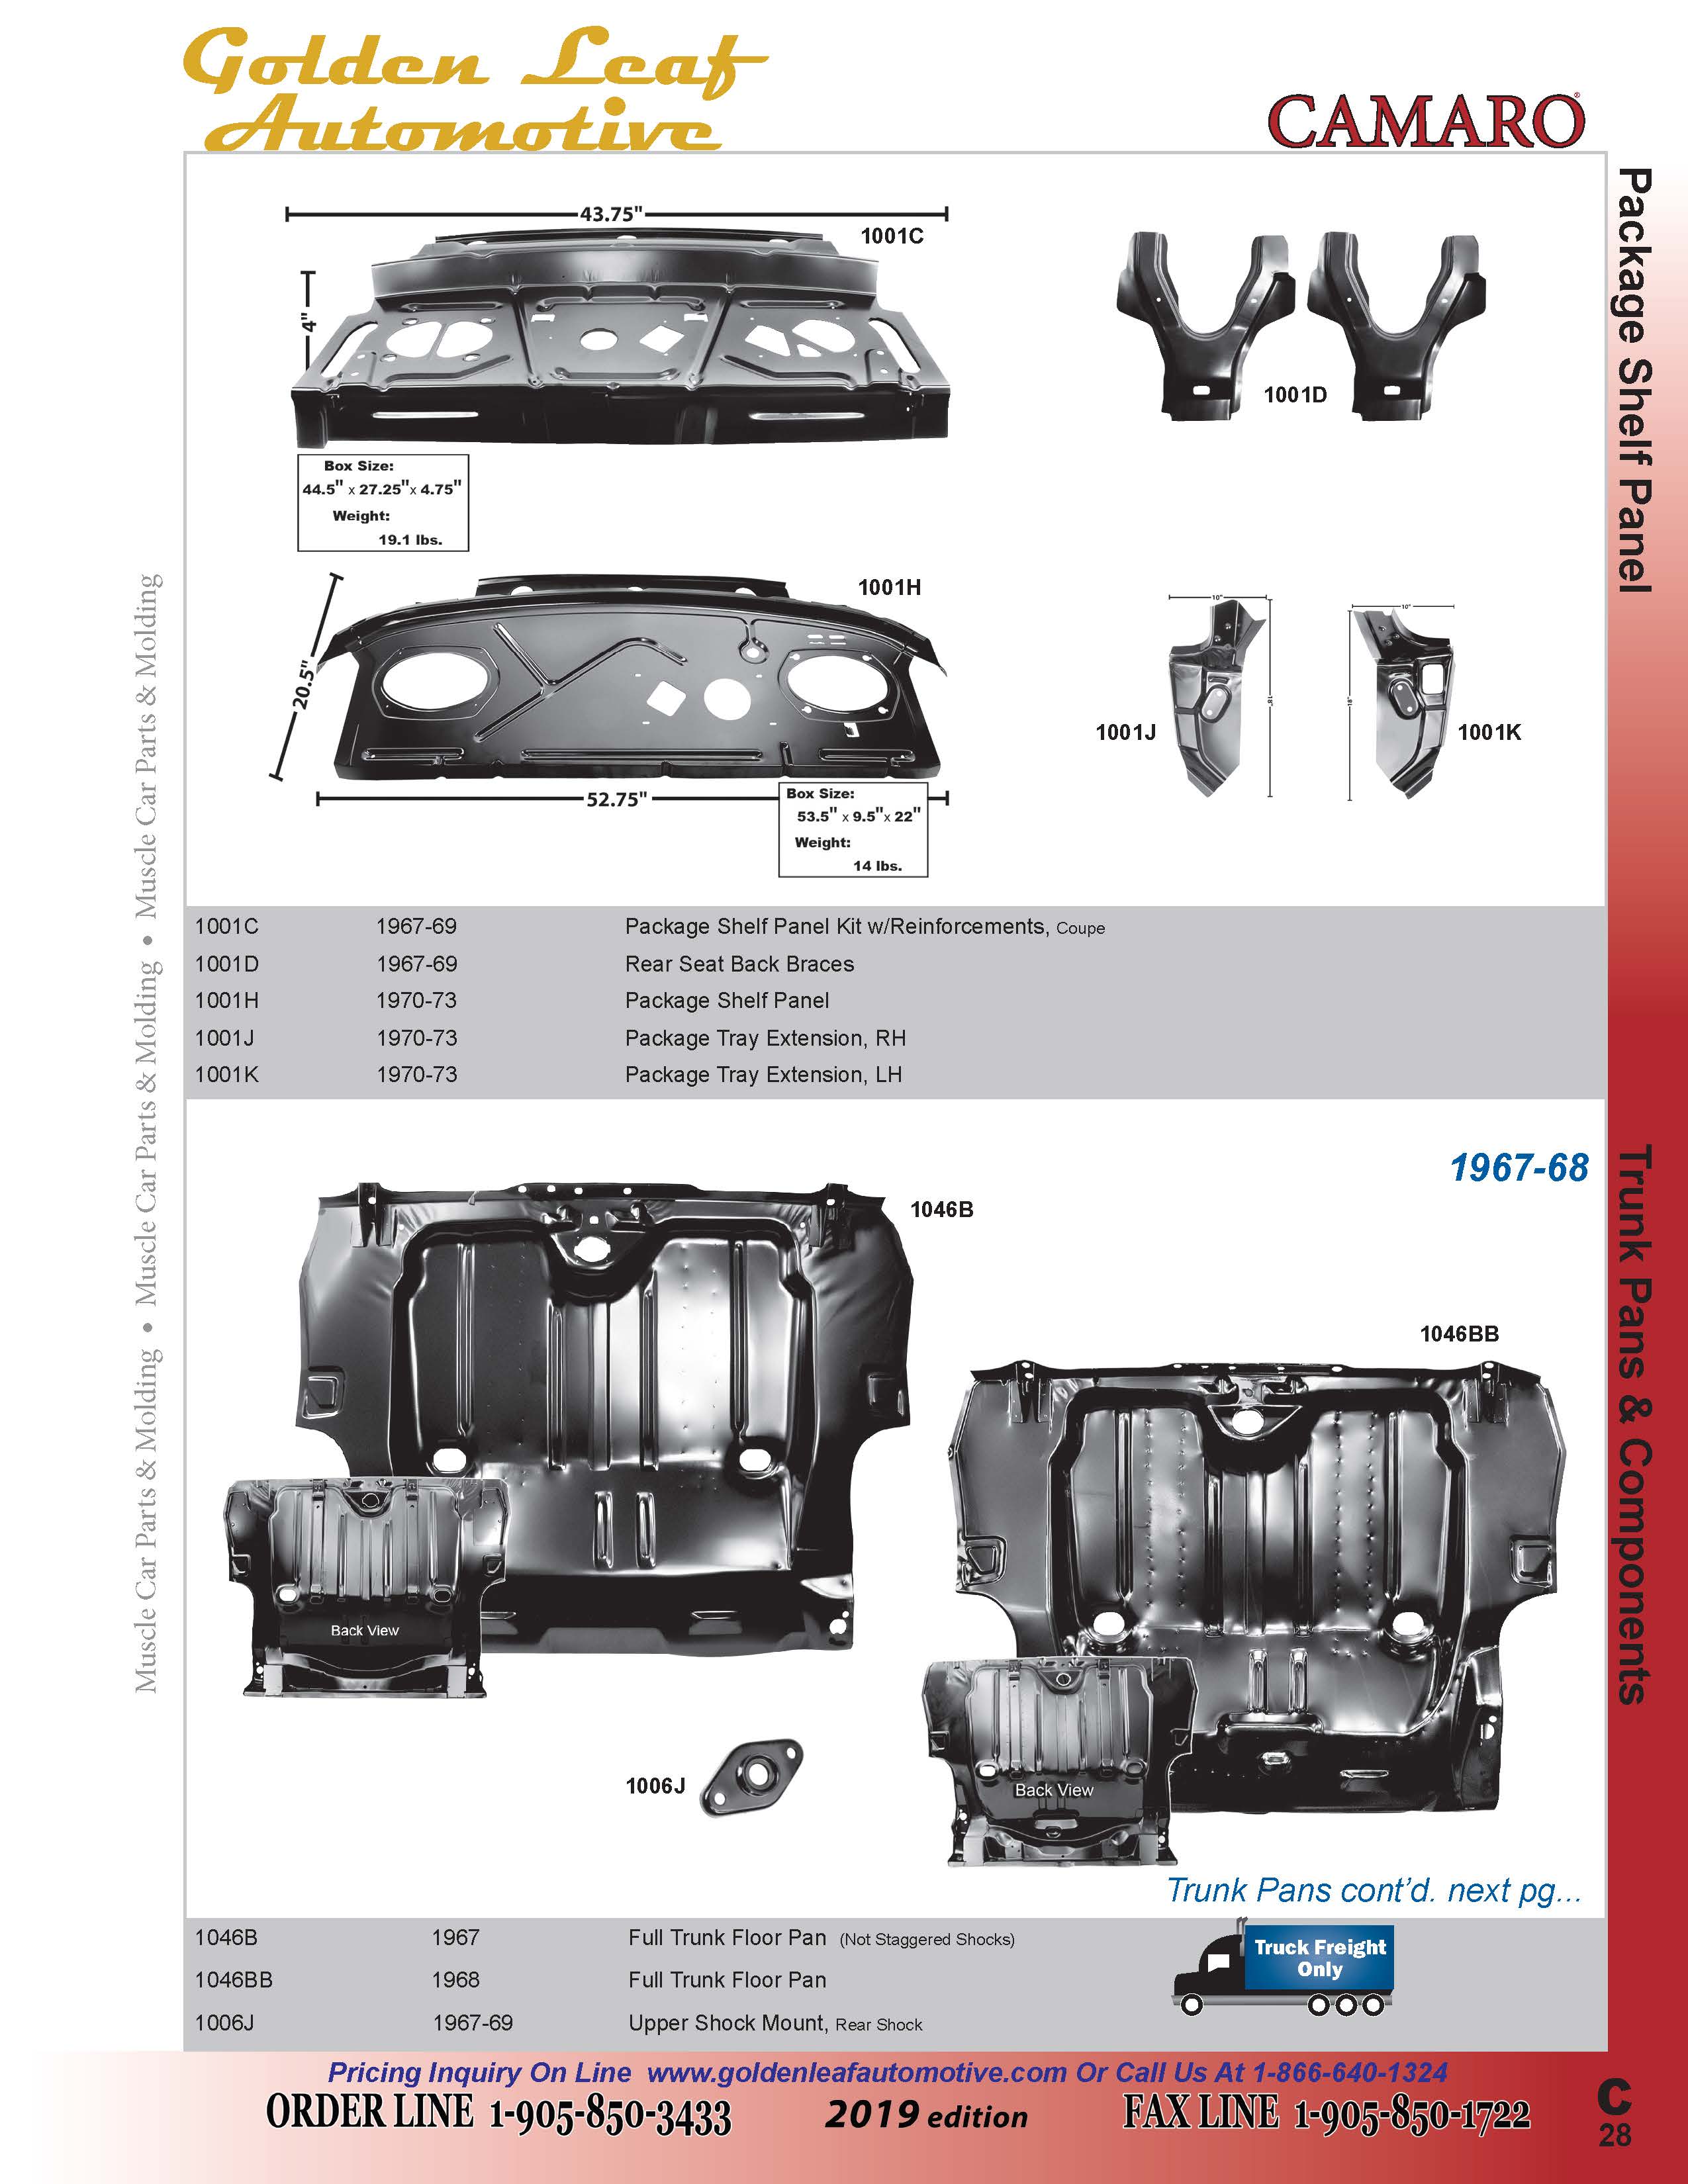 Golden Leaf
Automotive
CAMARO®
Package Shelf Panel
43.75"
1001C
4"
1001D
Box Size:
44.5" x 27.25" x 4.75"
Weight:
19.1 lbs.
1001H
20.5"
52.75"
Box Size:
53.5" x 9.5" x 22"
Weight:
14 lbs.
10"
18"
1001J
10"
18"
1001K
1001C 1967-69 Package Shelf Panel Kit w/Reinforcements, Coupe
1001D 1967-69 Rear Seat Back Braces
1001H 1970-73 Package Shelf Panel
1001J 1970-73 Package Tray Extension, RH
1001K 1970-73 Package Tray Extension, LH
Muscle Car Parts & Molding • Muscle Car Parts & Molding • Muscle Car Parts & Molding
Trunk Pans & Components
1967-68
1046B
1046BB
Back View
1006J
Back View
Trunk Pans cont’d. next pg...
1046B 1967 Full Trunk Floor Pan (Not Staggered Shocks)
1046BB 1968 Full Trunk Floor Pan
1006J 1967-69 Upper Shock Mount, Rear Shock
Truck Freight
Only
Pricing Inquiry On Line www.goldenleafautomotive.com Or Call Us At 1-866-640-1324
ORDER LINE 1-905-850-3433 2019 edition FAX LINE 1-905-850-1722
C
28